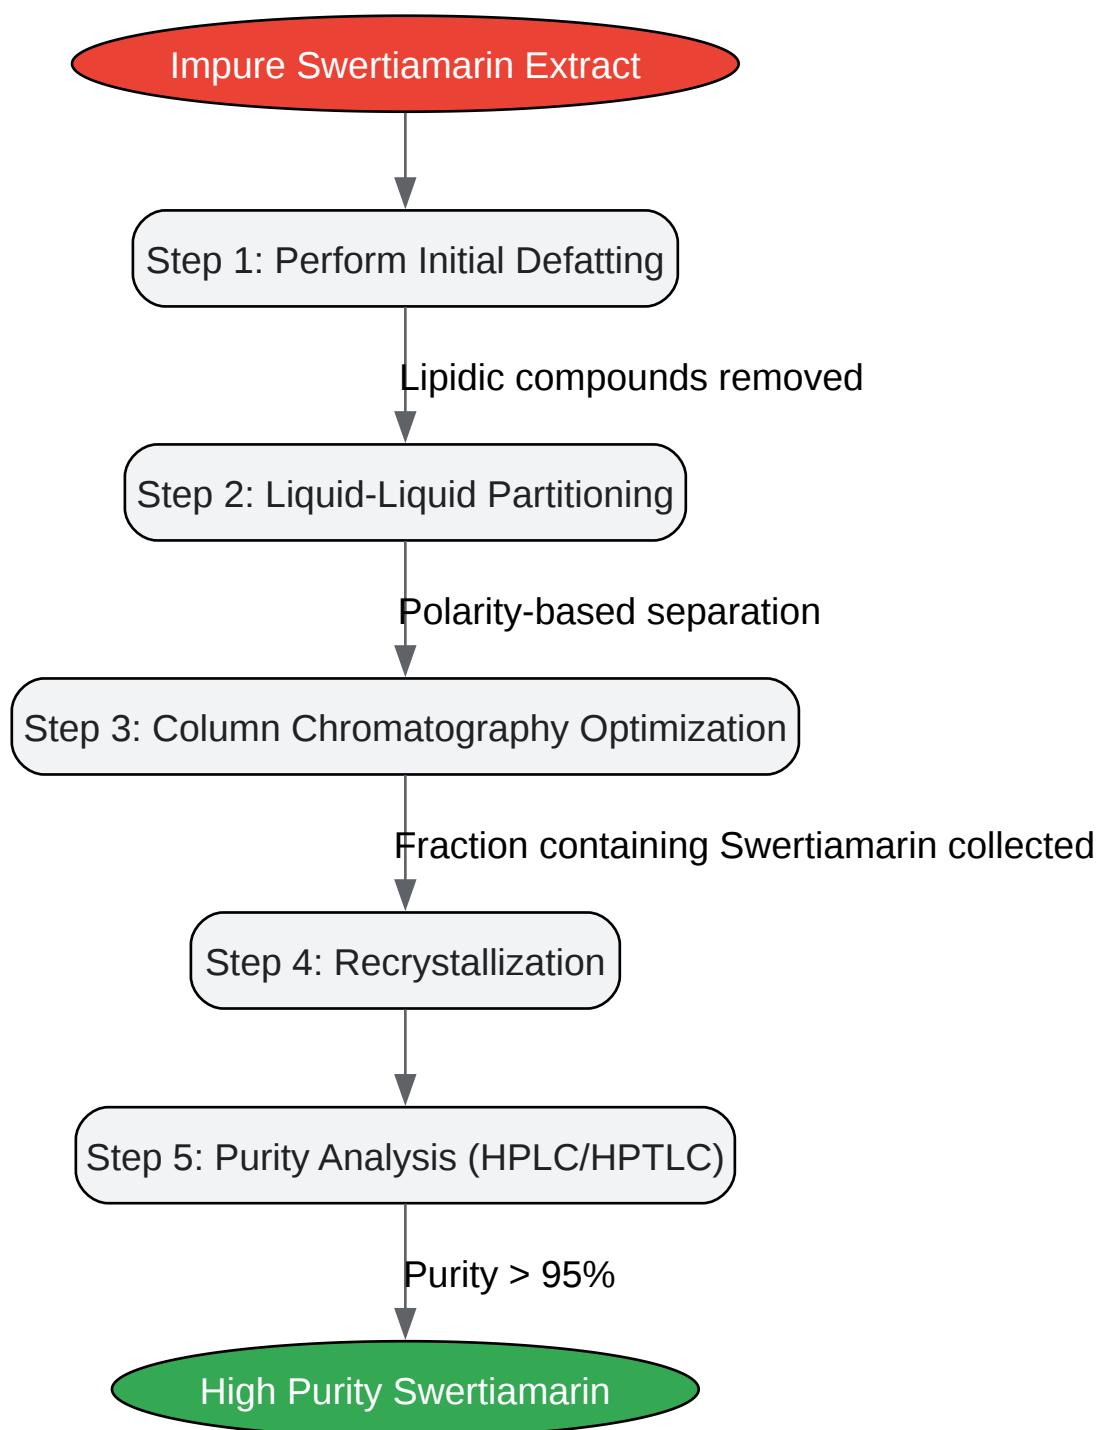 Impure Swertiamarin Extract
Step 1: Perform Initial Defatting
Lipidic compounds removed
Step 2: Liquid-Liquid Partitioning
Polarity-based separation
Step 3: Column Chromatography Optimization
Fraction containing Swertiamarin collected
Step 4: Recrystallization
Step 5: Purity Analysis (HPLC/HPTLC)
Purity > 95%
High Purity Swertiamarin